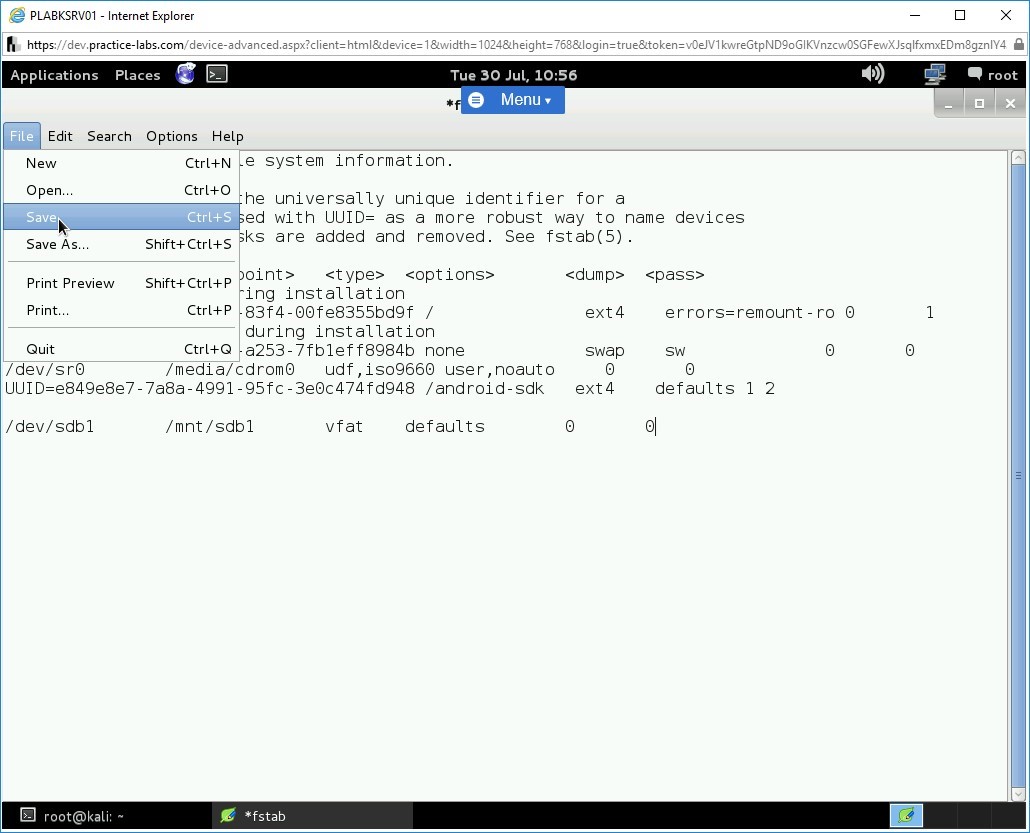 PLABKSRV01 - Internet Explorer
https://dev.practice-labs.com/device-advanced.aspx?client=html&device=1&width=1024&height=768&login=true&token=
Applications Places Tue 30 Jul, 10:56 root
*f Menu
File Edit Search Options Help
New Ctrl+N
Open... Ctrl+O
Save Ctrl+S
Save As... Shift+Ctrl+S
Print Preview Shift+Ctrl+P
Print... Ctrl+P
Quit Ctrl+Q
le system information.
the universally unique identifier for a
sed with UUID= as a more robust way to name devices
sks are added and removed. See fstab(5).
point> <type> <options> <dump> <pass>
ring installation
-83f4-00fe8355bd9f / ext4 errors=remount-ro 0 1
during installation
-a253-7fb1eff8984b none swap sw 0 0
/dev/sr0 /media/cdrom0 udf,iso9660 user,noauto 0 0
UUID=e849e8e7-7a8a-4991-95fc-3e0c474fd948 /android-sdk ext4 defaults 1 2
/dev/sdb1 /mnt/sdb1 vfat defaults 0 0
root@kali: ~ *fstab